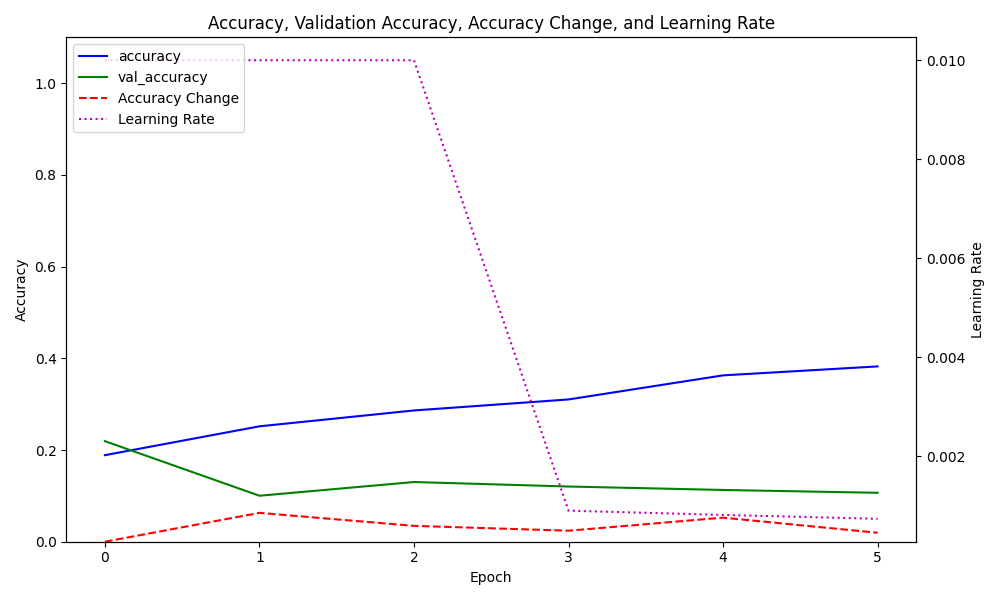 Accuracy, Validation Accuracy, Accuracy Change, and Learning Rate
accuracy
val_accuracy
Accuracy Change
Learning Rate
1.0
0.8
0.6
0.4
0.2
0.0
Accuracy
0.010
0.008
0.006
0.004
0.002
Learning Rate
0 1 2 3 4 5
Epoch